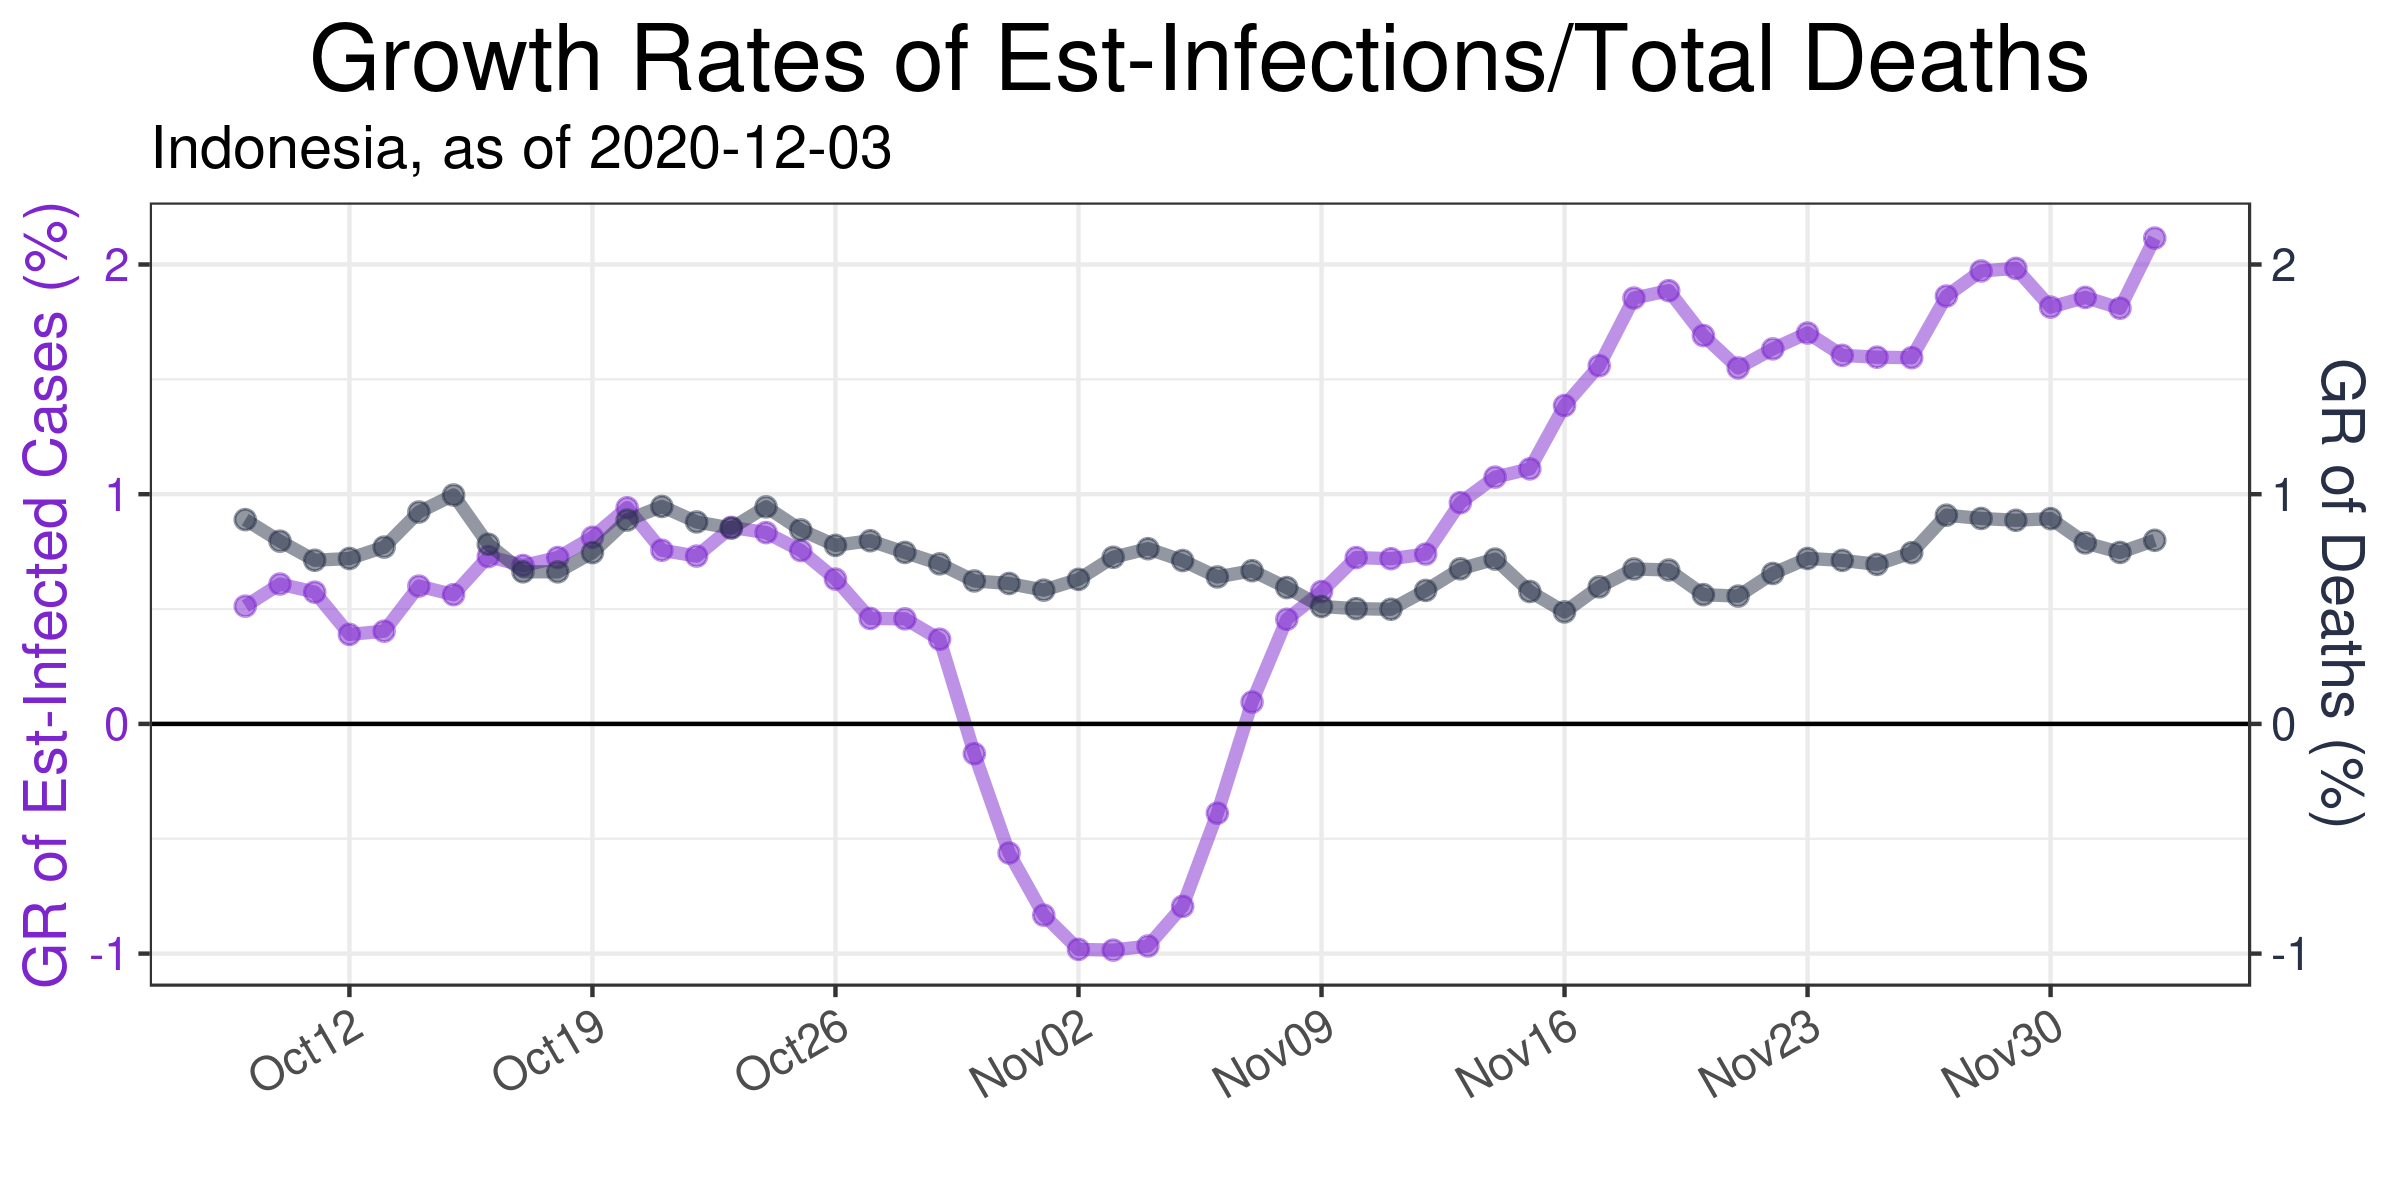 Growth Rates of Est-Infections/Total Deaths
Indonesia, as of 2020-12-03
GR of Est-Infected Cases (%)
2
1
0
-1
2
1
0
-1
GR of Deaths (%)
Oct12
Oct19
Oct26
Nov02
Nov09
Nov16
Nov23
Nov30